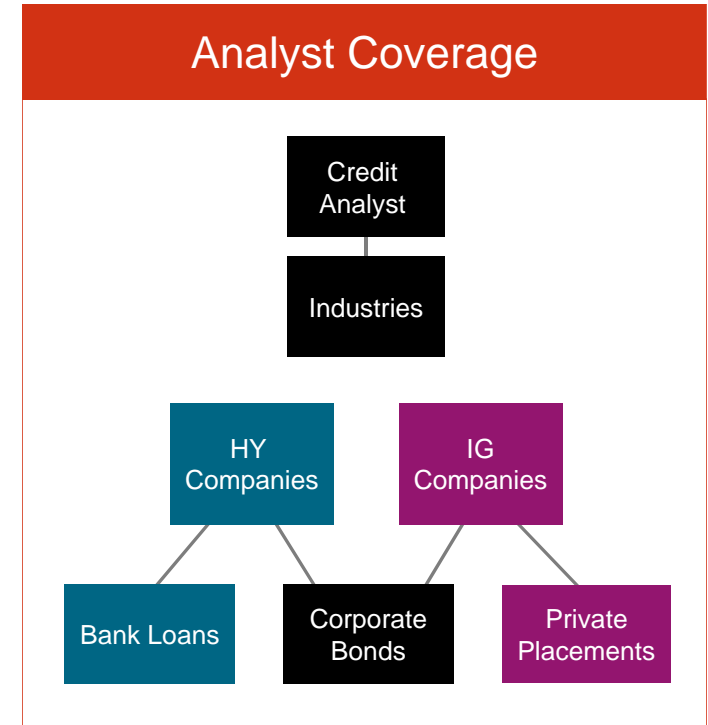 Analyst Coverage
Credit
Analyst
Industries
HY
Companies
IG
Companies
Bank Loans
Corporate
Bonds
Private
Placements